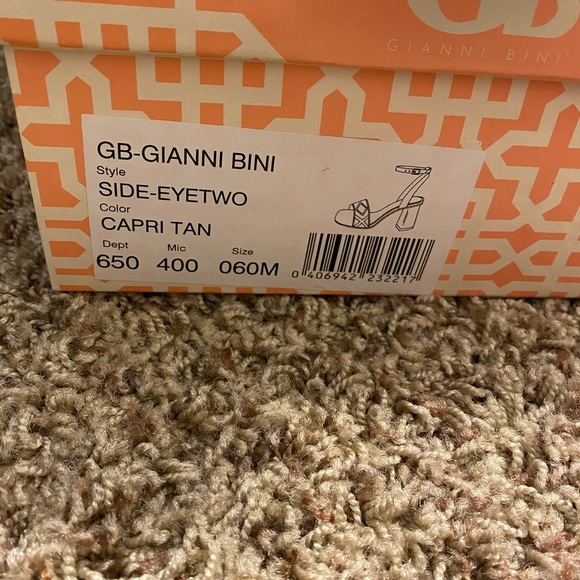 GB
GIANNI BINI
GB-GIANNI BINI
Style
SIDE-EYETWO
Color
CAPRI TAN
Dept Mic Size
650 400 060M
0 406942 232217